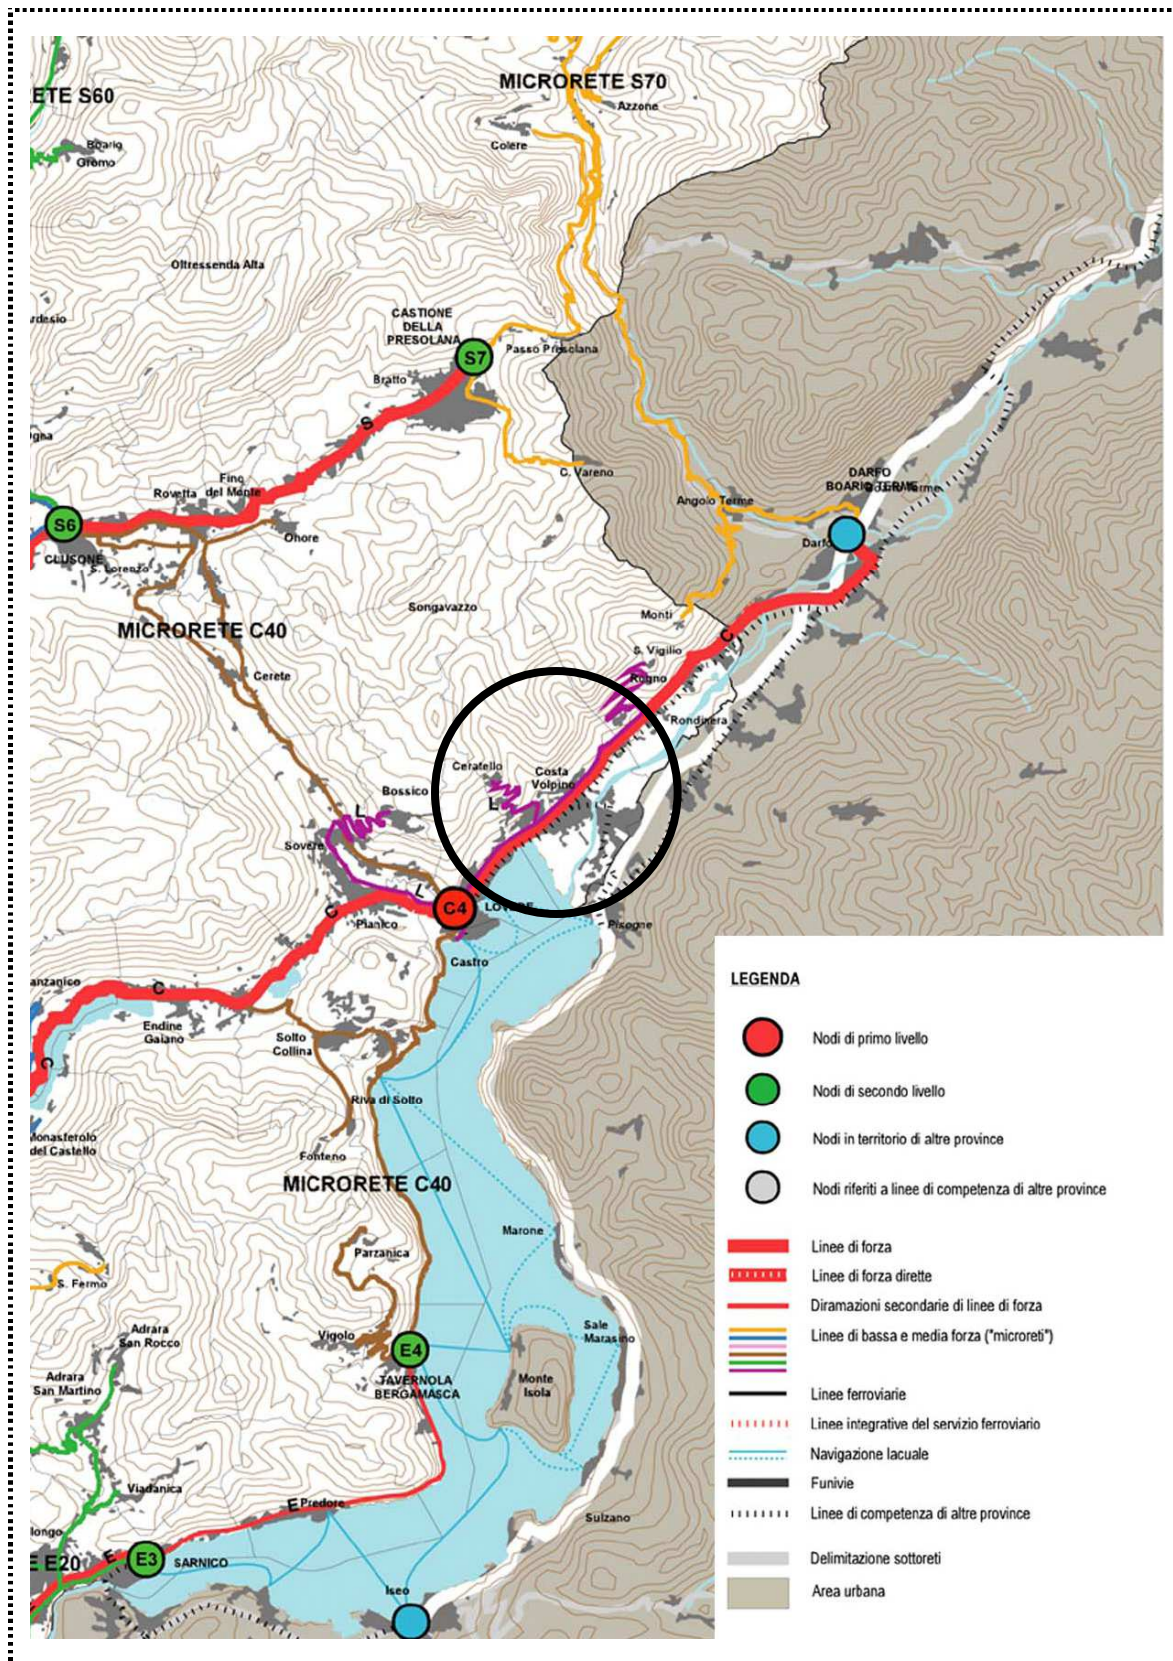 MICRORETE S70
ETE S60
Azzone
Colere
Boario
Gromo
Oltressenda Alta
rdesio
CASTIONE
DELLA
PRESOLANA
S7
Passo Presolana
Bratto
S
gna
C. Vareno
Fino
del Monte
Rovetta
DARFO
BOARIO TERME
Boario Terme
Angolo Terme
S6
Onore
Darfo
CLUSONE
S. Lorenzo
Songavazzo
Monti
MICRORETE C40
C
S. Vigilio
Cerete
Rogno
Rondinera
Ceratello
Costa
Volpino
Bossico
L
L
Sovere
L
C4
LOVERE
C
Pianico
Pisogne
Castro
anzanico
C
Endine
Gaiano
Solto
Collina
C
Riva di Solto
Monasterolo
del Castello
Fonteno
MICRORETE C40
Marone
Parzanica
S. Fermo
Adrara
San Rocco
Vigolo
Sale
Marasino
E4
Adrara
San Martino
TAVERNOLA
BERGAMASCA
Monte
Isola
Viadanica
E
Predore
Sulzano
longo
E E20
E
E3
SARNICO
Iseo
LEGENDA
Nodi di primo livello
Nodi di secondo livello
Nodi in territorio di altre province
Nodi riferiti a linee di competenza di altre province
Linee di forza
Linee di forza dirette
Diramazioni secondarie di linee di forza
Linee di bassa e media forza ("microreti")
Linee ferroviarie
Linee integrative del servizio ferroviario
Navigazione lacuale
Funivie
Linee di competenza di altre province
Delimitazione sottoreti
Area urbana